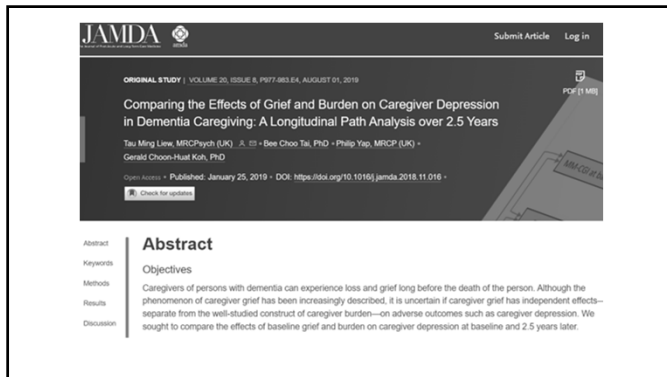 JAMDA
amda
Submit Article Log in
ORIGINAL STUDY | VOLUME 20, ISSUE 8, P977-983.E4, AUGUST 01, 2019
PDF [1 MB]
Comparing the Effects of Grief and Burden on Caregiver Depression
in Dementia Caregiving: A Longitudinal Path Analysis over 2.5 Years
Tau Ming Liew, MRCPsych (UK) • Bee Choo Tai, PhD • Philip Yap, MRCP (UK) •
Gerald Choon-Huat Koh, PhD
Open Access • Published: January 25, 2019 • DOI: https://doi.org/10.1016/j.jamda.2018.11.016 •
Check for updates
Abstract
Keywords
Methods
Results
Discussion
Abstract
Objectives
Caregivers of persons with dementia can experience loss and grief long before the death of the person. Although the
phenomenon of caregiver grief has been increasingly described, it is uncertain if caregiver grief has independent effects—
separate from the well-studied construct of caregiver burden—on adverse outcomes such as caregiver depression. We
sought to compare the effects of baseline grief and burden on caregiver depression at baseline and 2.5 years later.